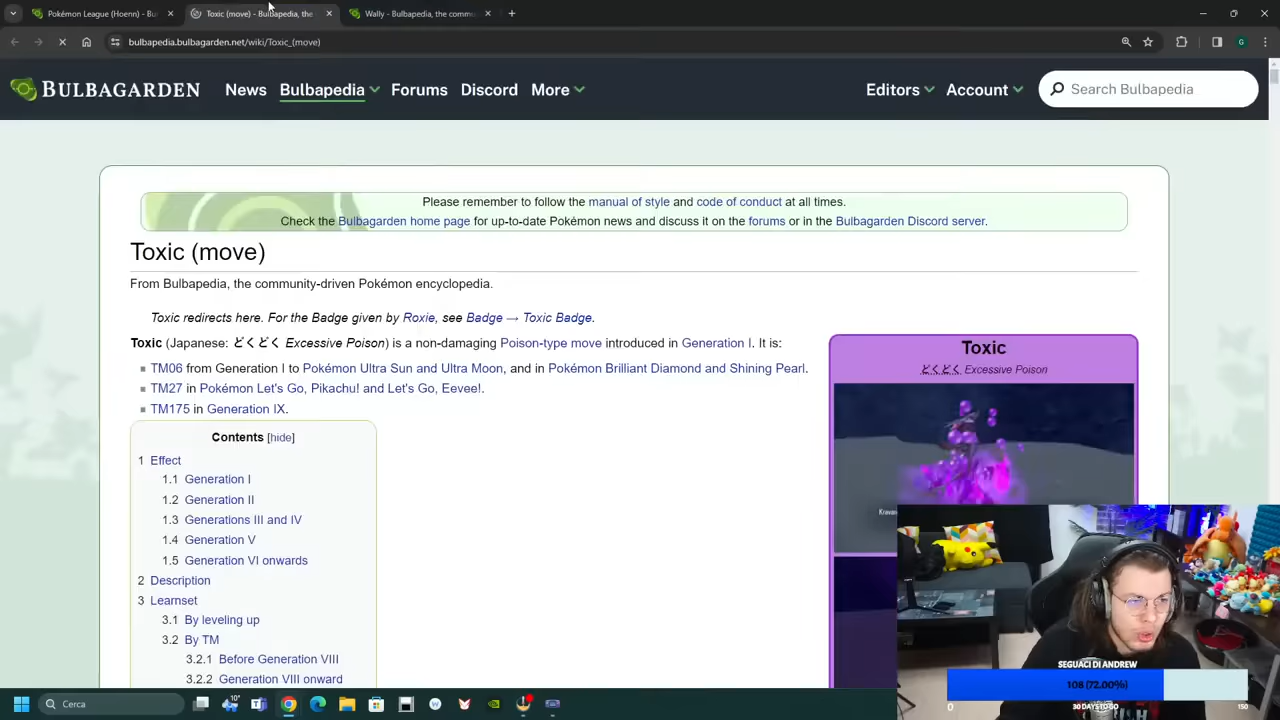 Pokémon League (Hoenn) - Bu
Toxic (move) - Bulbapedia, the
Wally - Bulbapedia, the commu
bulbapedia.bulbagarden.net/wiki/Toxic_(move)
G
BULBAGARDEN
News
Bulbapedia
Forums
Discord
More
Editors
Account
Search Bulbapedia
Please remember to follow the manual of style and code of conduct at all times.
Check the Bulbagarden home page for up-to-date Pokémon news and discuss it on the forums or in the Bulbagarden Discord server.
Toxic (move)
From Bulbapedia, the community-driven Pokémon encyclopedia.
Toxic redirects here. For the Badge given by Roxie, see Badge → Toxic Badge.
Toxic (Japanese: どくどく Excessive Poison) is a non-damaging Poison-type move introduced in Generation I. It is:
TM06 from Generation I to Pokémon Ultra Sun and Ultra Moon, and in Pokémon Brilliant Diamond and Shining Pearl.
TM27 in Pokémon Let's Go, Pikachu! and Let's Go, Eevee!.
TM175 in Generation IX.
Contents [hide]
1 Effect
1.1 Generation I
1.2 Generation II
1.3 Generations III and IV
1.4 Generation V
1.5 Generation VI onwards
2 Description
3 Learnset
3.1 By leveling up
3.2 By TM
3.2.1 Before Generation VIII
3.2.2 Generation VIII onward
Toxic
どくどく Excessive Poison
SEGUACI DI ANDREW
108 (72.00%)
0
30 DAYS TO GO
150
Cerca
10°